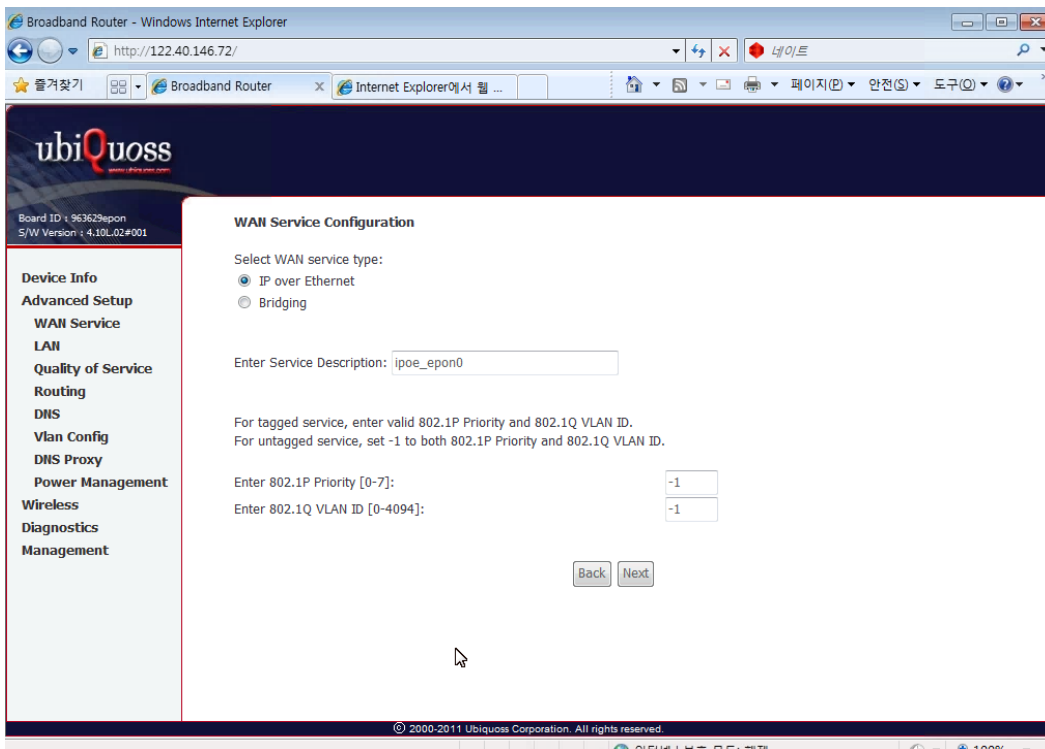 Broadband Router - Windows Internet Explorer
http://122.40.146.72/
네이트
즐겨찾기
Broadband Router
Internet Explorer에서 웹 ...
페이지(P)
안전(S)
도구(O)
ubiQuoss
www.ubiquoss.com
Board ID : 963629epon
S/W Version : 4.10L.02#001
Device Info
Advanced Setup
WAN Service
LAN
Quality of Service
Routing
DNS
Vlan Config
DNS Proxy
Power Management
Wireless
Diagnostics
Management
WAN Service Configuration
Select WAN service type:
IP over Ethernet
Bridging
Enter Service Description: ipoe_epon0
For tagged service, enter valid 802.1P Priority and 802.1Q VLAN ID.
For untagged service, set -1 to both 802.1P Priority and 802.1Q VLAN ID.
Enter 802.1P Priority [0-7]: -1
Enter 802.1Q VLAN ID [0-4094]: -1
Back Next
© 2000-2011 Ubiquoss Corporation. All rights reserved.
100%